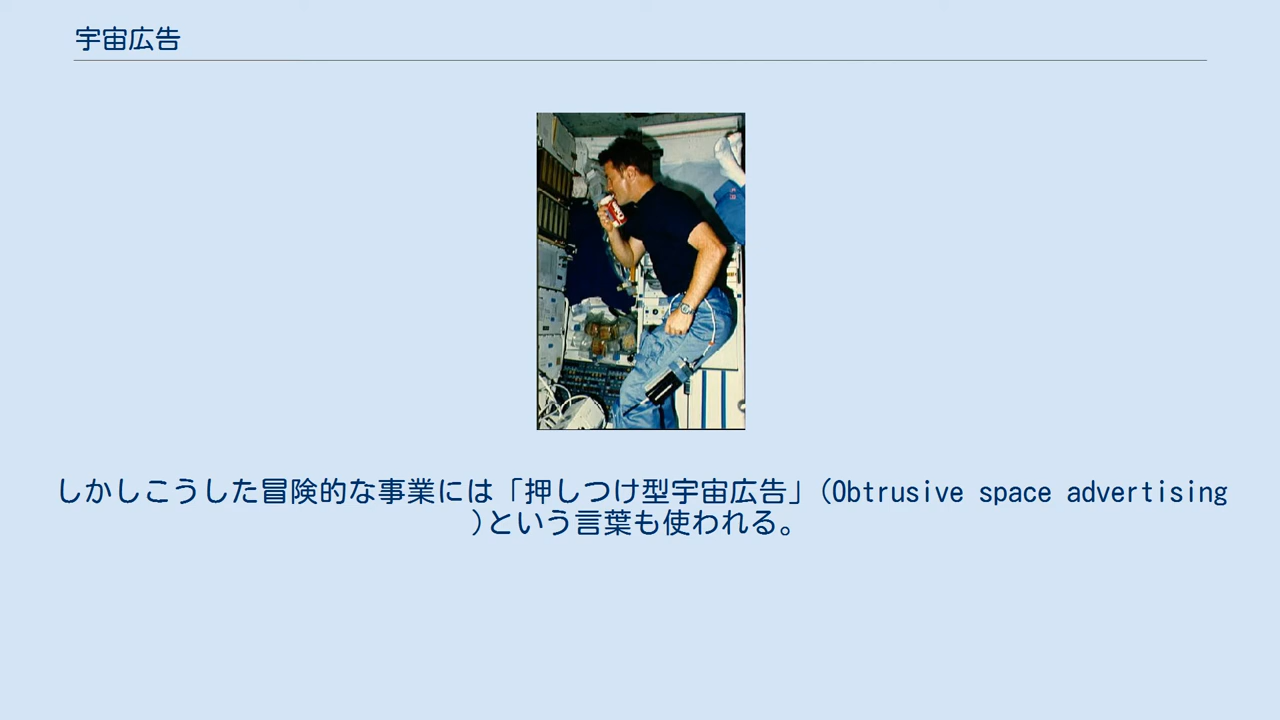 宇宙広告
しかしこうした冒険的な事業には「押しつけ型宇宙広告」(Obtrusive space advertising
)という言葉も使われる。